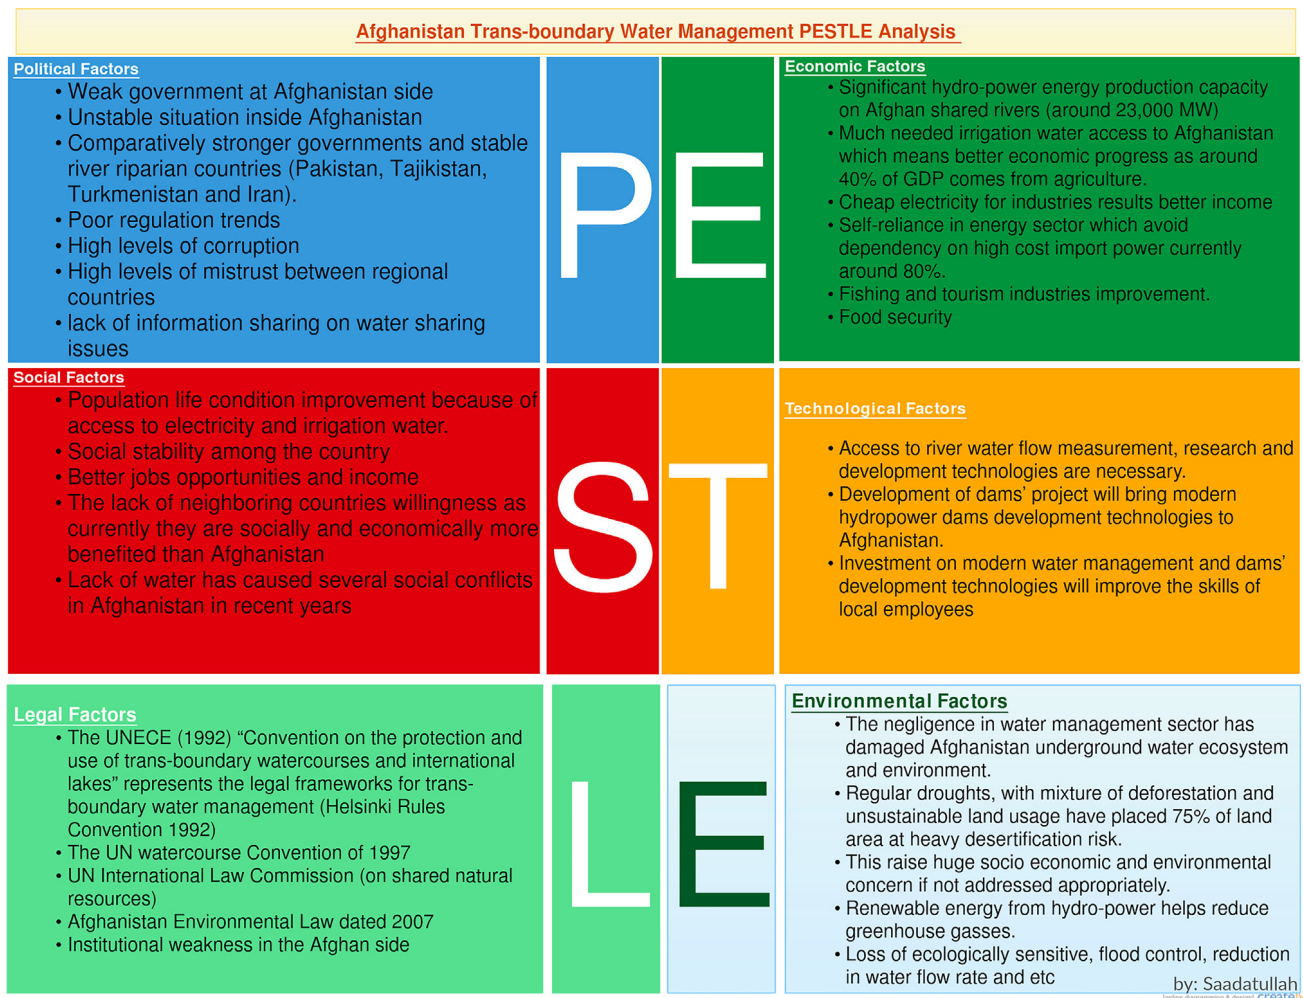 Afghanistan Trans-boundary Water Management PESTLE Analysis
Political Factors
• Weak government at Afghanistan side
• Unstable situation inside Afghanistan
• Comparatively stronger governments and stable
river riparian countries (Pakistan, Tajikistan,
Turkmenistan and Iran).
• Poor regulation trends
• High levels of corruption
• High levels of mistrust between regional
countries
• lack of information sharing on water sharing
issues
P
E
Economic Factors
• Significant hydro-power energy production capacity
on Afghan shared rivers (around 23,000 MW)
• Much needed irrigation water access to Afghanistan
which means better economic progress as around
40% of GDP comes from agriculture.
• Cheap electricity for industries results better income
• Self-reliance in energy sector which avoid
dependency on high cost import power currently
around 80%.
• Fishing and tourism industries improvement.
• Food security
Social Factors
• Population life condition improvement because of
access to electricity and irrigation water.
• Social stability among the country
• Better jobs opportunities and income
• The lack of neighboring countries willingness as
currently they are socially and economically more
benefited than Afghanistan
• Lack of water has caused several social conflicts
in Afghanistan in recent years
S
T
Technological Factors
• Access to river water flow measurement, research and
development technologies are necessary.
• Development of dams' project will bring modern
hydropower dams development technologies to
Afghanistan.
• Investment on modern water management and dams'
development technologies will improve the skills of
local employees
Legal Factors
• The UNECE (1992) “Convention on the protection and
use of trans-boundary watercourses and international
lakes” represents the legal frameworks for trans-
boundary water management (Helsinki Rules
Convention 1992)
• The UN watercourse Convention of 1997
• UN International Law Commission (on shared natural
resources)
• Afghanistan Environmental Law dated 2007
• Institutional weakness in the Afghan side
L
E
Environmental Factors
• The negligence in water management sector has
damaged Afghanistan underground water ecosystem
and environment.
• Regular droughts, with mixture of deforestation and
unsustainable land usage have placed 75% of land
area at heavy desertification risk.
• This raise huge socio economic and environmental
concern if not addressed appropriately.
• Renewable energy from hydro-power helps reduce
greenhouse gasses.
• Loss of ecologically sensitive, flood control, reduction
in water flow rate and etc
by: Saadatullah